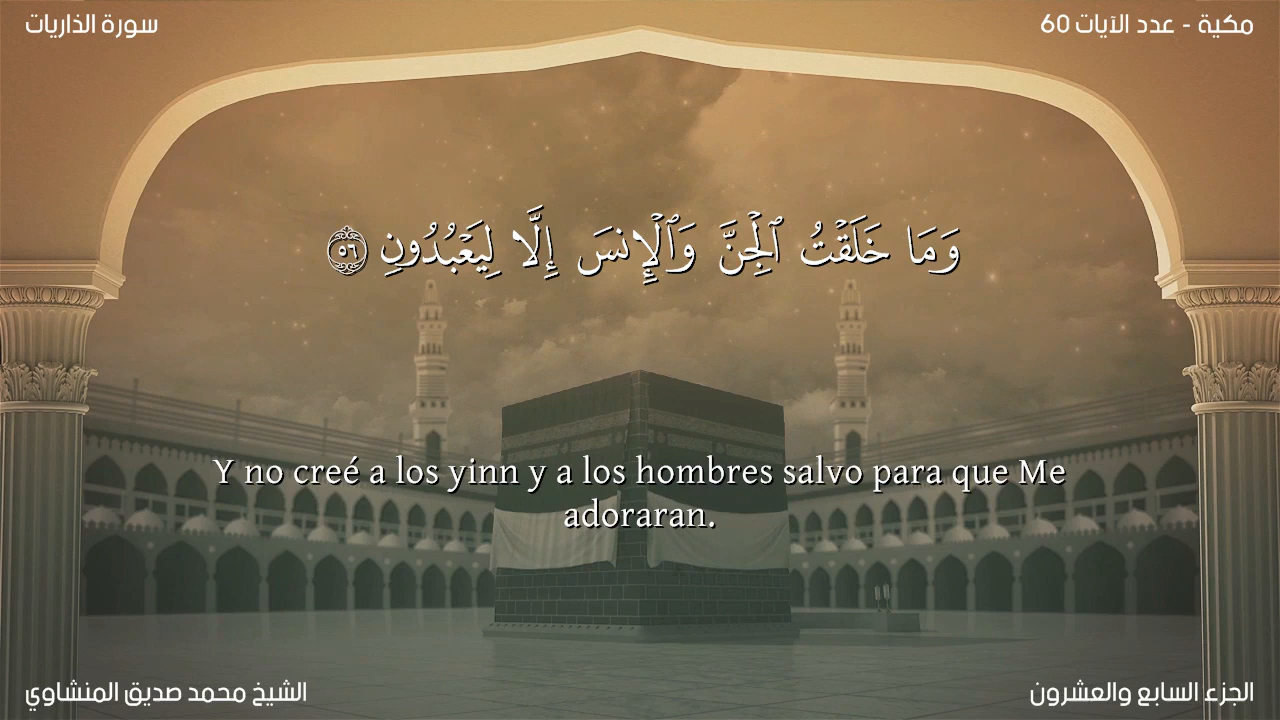 سورة الذاريات
مكية - عدد الآيات 60
وَمَا خَلَقْتُ ٱلْجِنَّ وَٱلْإِنسَ إِلَّا لِيَعْبُدُونِ ٥٦
Y no creé a los yinn y a los hombres salvo para que Me
adoraran.
الشيخ محمد صديق المنشاوي
الجزء السابع والعشرون